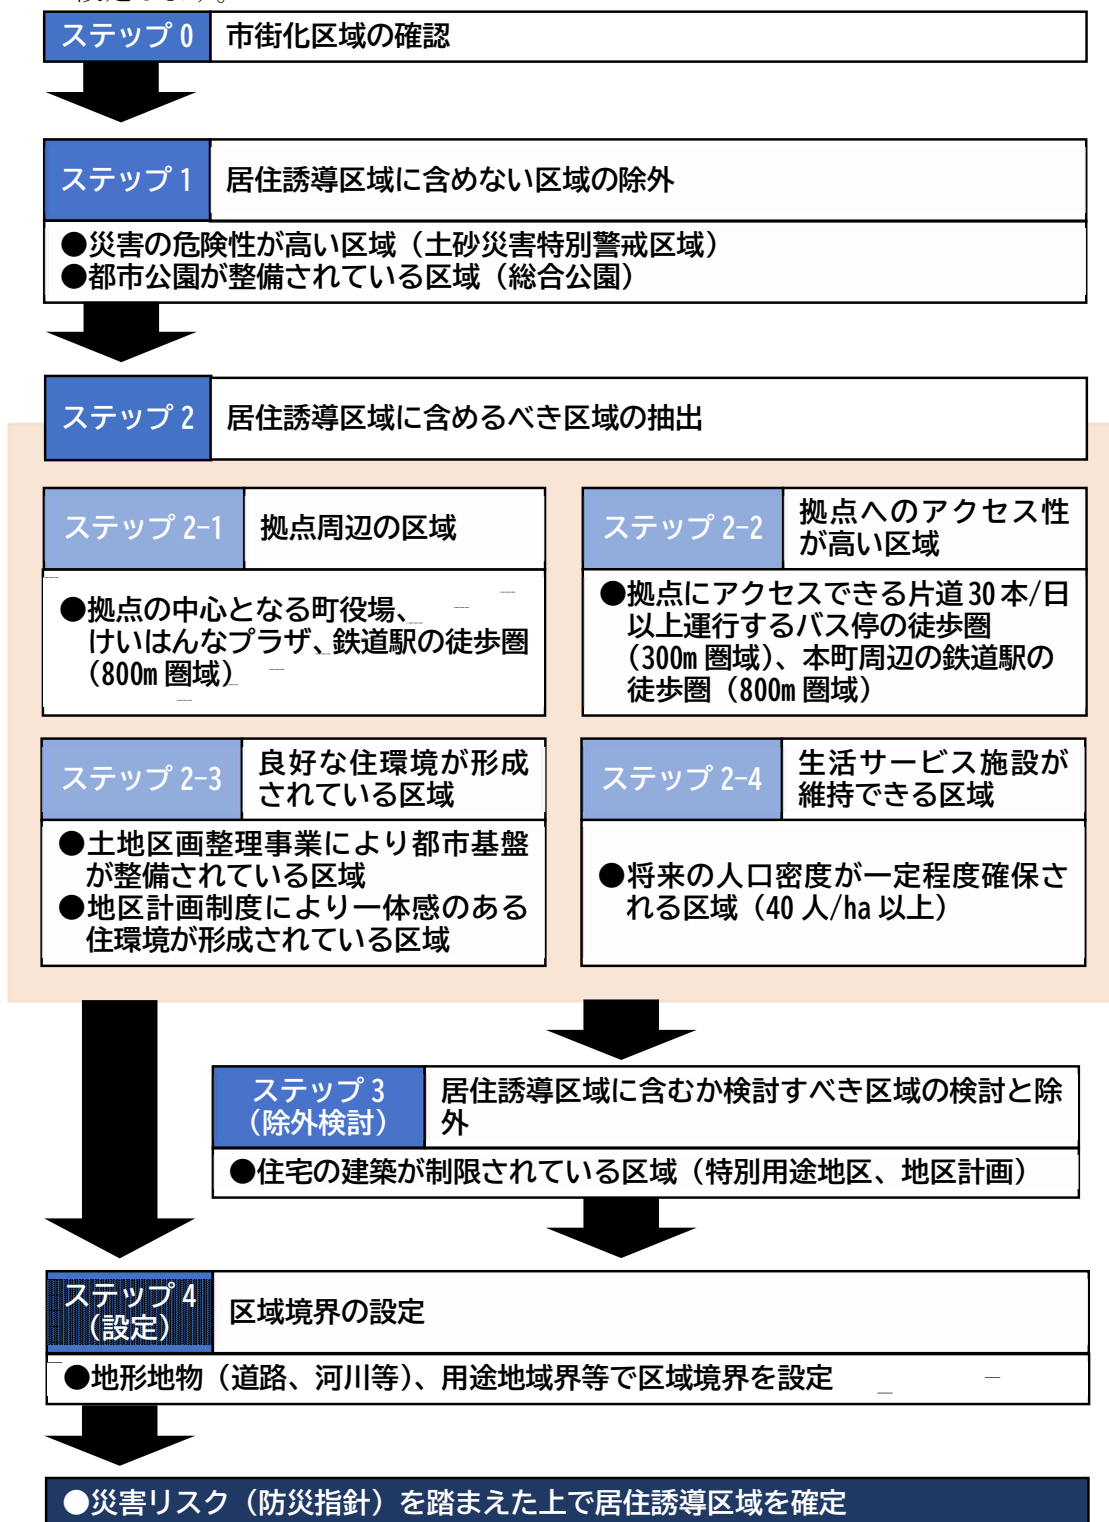 ステップ0 市街化区域の確認
ステップ1 居住誘導区域に含めない区域の除外
●災害の危険性が高い区域（土砂災害特別警戒区域）
●都市公園が整備されている区域（総合公園）
ステップ2 居住誘導区域に含めるべき区域の抽出
ステップ2-1 拠点周辺の区域
●拠点の中心となる町役場、
けいはんなプラザ、鉄道駅の徒歩圏
（800m圏域）
ステップ2-2 拠点へのアクセス性
が高い区域
●拠点にアクセスできる片道30本/日
以上運行するバス停の徒歩圏
（300m圏域）、本町周辺の鉄道駅の
徒歩圏（800m圏域）
ステップ2-3 良好な住環境が形成
されている区域
●土地区画整理事業により都市基盤
が整備されている区域
●地区計画制度により一体感のある
住環境が形成されている区域
ステップ2-4 生活サービス施設が
維持できる区域
●将来の人口密度が一定程度確保さ
れる区域（40人/ha以上）
ステップ3
（除外検討）
居住誘導区域に含むか検討すべき区域の検討と除
外
●住宅の建築が制限されている区域（特別用途地区、地区計画）
ステップ4
（設定）
区域境界の設定
●地形地物（道路、河川等）、用途地域界等で区域境界を設定
●災害リスク（防災指針）を踏まえた上で居住誘導区域を確定